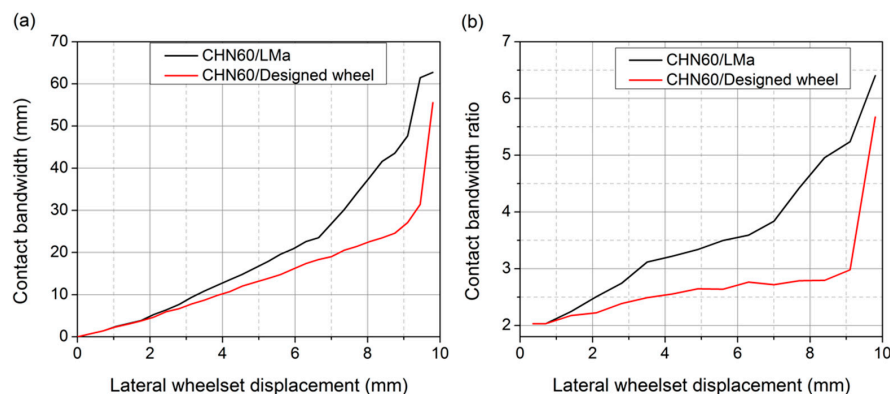 (a)
70
60
50
40
30
20
10
0
Contact bandwidth (mm)
CHN60/LMa
CHN60/Designed wheel
0 2 4 6 8 10
Lateral wheelset displacement (mm)
(b)
7
6
5
4
3
2
Contact bandwidth ratio
CHN60/LMa
CHN60/Designed wheel
0 2 4 6 8 10
Lateral wheelset displacement (mm)